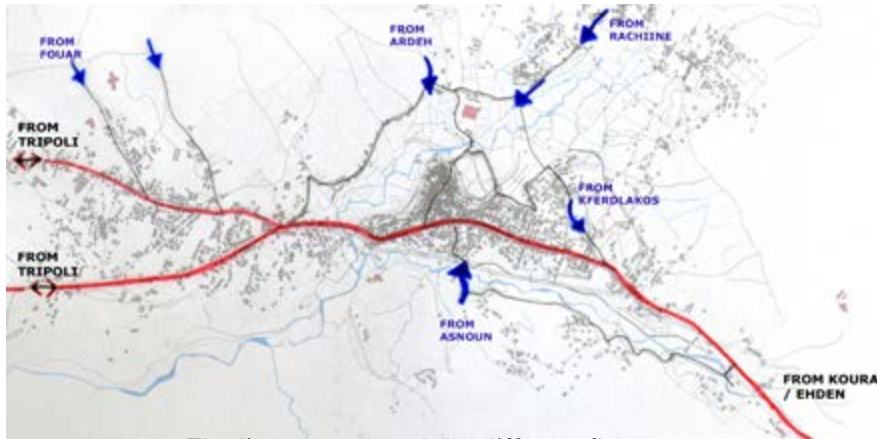 FROM
FOUAR
FROM
ARDEH
FROM
RACHIINE
FROM
TRIPOLI
FROM
KFERDLAKOS
FROM
TRIPOLI
FROM
ASNOUN
FROM KOURA
/ EHDEN